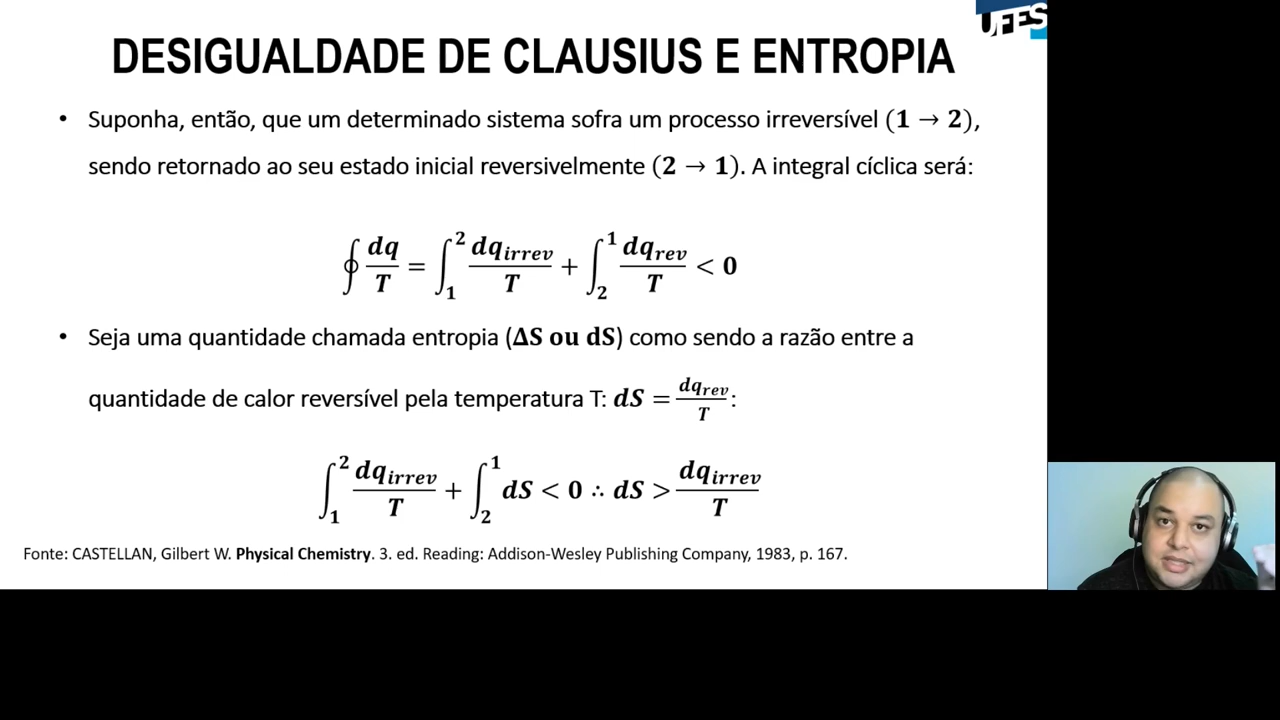 UFES
DESIGUALDADE DE CLAUSIUS E ENTROPIA
• Suponha, então, que um determinado sistema sofra um processo irreversível (1 → 2),
sendo retornado ao seu estado inicial reversivelmente (2 → 1). A integral cíclica será:
∮ dq/T = ∫₁² dq_irrev/T + ∫₂¹ dq_rev/T < 0
• Seja uma quantidade chamada entropia (ΔS ou dS) como sendo a razão entre a
quantidade de calor reversível pela temperatura T: dS = dq_rev/T:
∫₁² dq_irrev/T + ∫₂¹ dS < 0 ∴ dS > dq_irrev/T
Fonte: CASTELLAN, Gilbert W. Physical Chemistry. 3. ed. Reading: Addison-Wesley Publishing Company, 1983, p. 167.